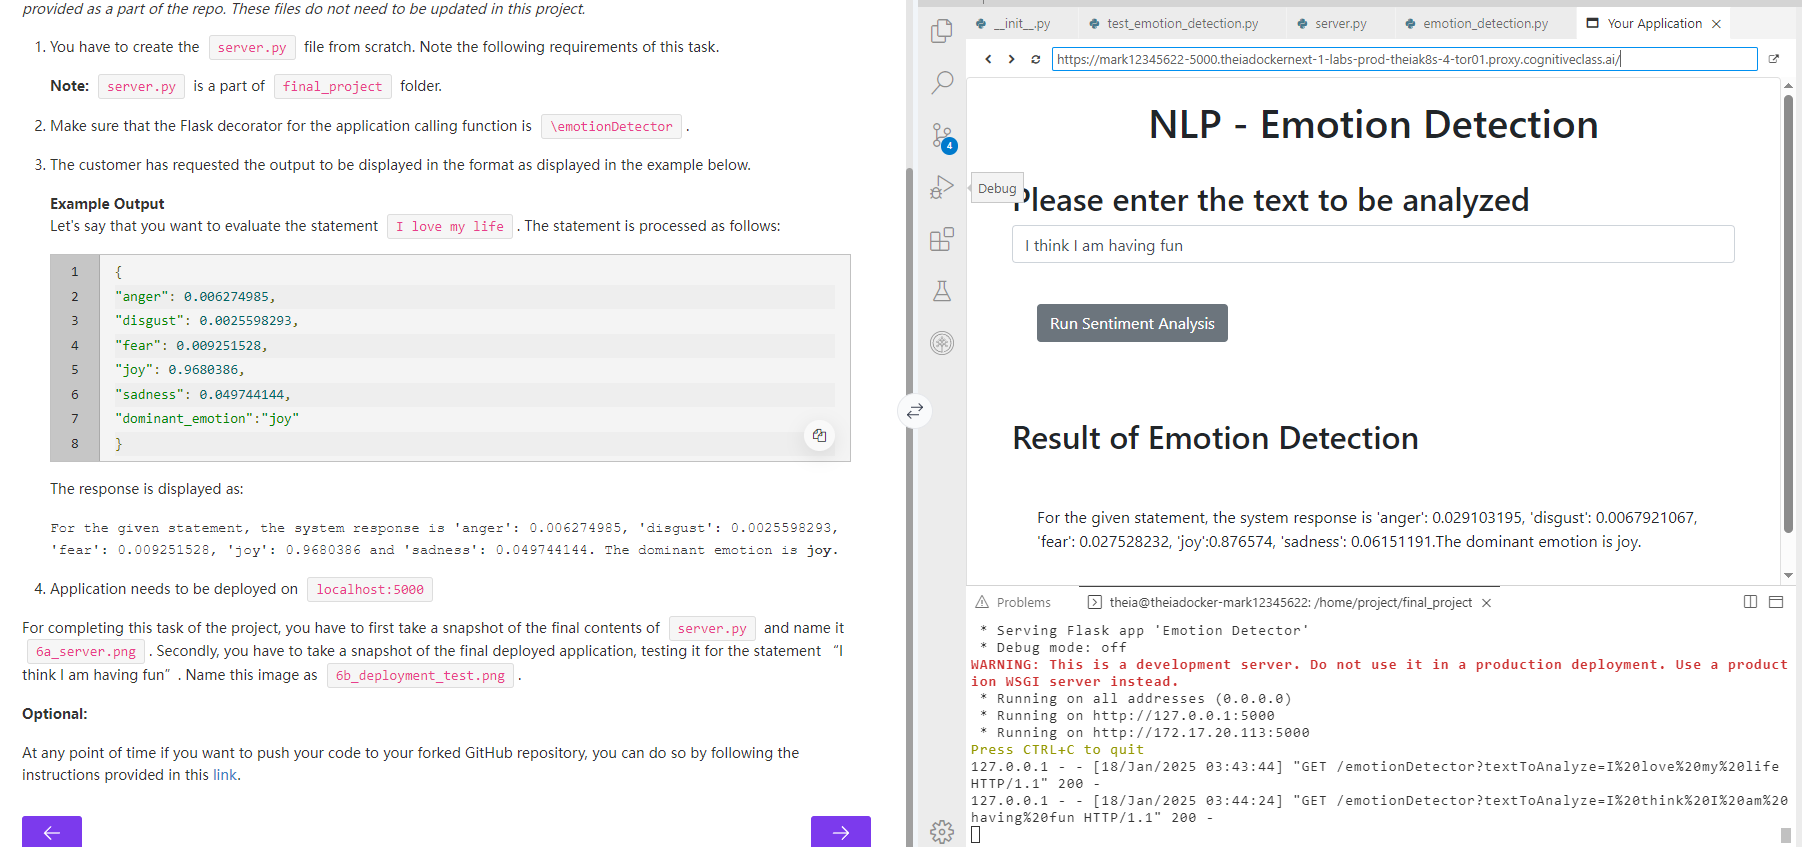 provided as a part of the repo. These files do not need to be updated in this project.
1. You have to create the server.py file from scratch. Note the following requirements of this task.
Note: server.py is a part of final_project folder.
2. Make sure that the Flask decorator for the application calling function is \emotionDetector .
3. The customer has requested the output to be displayed in the format as displayed in the example below.
Example Output
Let's say that you want to evaluate the statement I love my life . The statement is processed as follows:
1 {
2 "anger": 0.006274985,
3 "disgust": 0.0025598293,
4 "fear": 0.009251528,
5 "joy": 0.9680386,
6 "sadness": 0.049744144,
7 "dominant_emotion":"joy"
8 }
The response is displayed as:
For the given statement, the system response is 'anger': 0.006274985, 'disgust': 0.0025598293,
'fear': 0.009251528, 'joy': 0.9680386 and 'sadness': 0.049744144. The dominant emotion is joy.
4. Application needs to be deployed on localhost:5000
For completing this task of the project, you have to first take a snapshot of the final contents of server.py and name it
6a_server.png . Secondly, you have to take a snapshot of the final deployed application, testing it for the statement “I
think I am having fun” . Name this image as 6b_deployment_test.png .
Optional:
At any point of time if you want to push your code to your forked GitHub repository, you can do so by following the
instructions provided in this link.
__init__.py test_emotion_detection.py server.py emotion_detection.py Your Application
https://mark12345622-5000.theiadockernext-1-labs-prod-theiak8s-4-tor01.proxy.cognitiveclass.ai/
4
Debug
NLP - Emotion Detection
Please enter the text to be analyzed
I think I am having fun
Run Sentiment Analysis
Result of Emotion Detection
For the given statement, the system response is 'anger': 0.029103195, 'disgust': 0.0067921067,
'fear': 0.027528232, 'joy':0.876574, 'sadness': 0.06151191.The dominant emotion is joy.
Problems theia@theiadocker-mark12345622: /home/project/final_project
* Serving Flask app 'Emotion Detector'
* Debug mode: off
WARNING: This is a development server. Do not use it in a production deployment. Use a product
ion WSGI server instead.
* Running on all addresses (0.0.0.0)
* Running on http://127.0.0.1:5000
* Running on http://172.17.20.113:5000
Press CTRL+C to quit
127.0.0.1 - - [18/Jan/2025 03:43:44] "GET /emotionDetector?textToAnalyze=I%20love%20my%20life
HTTP/1.1" 200 -
127.0.0.1 - - [18/Jan/2025 03:44:24] "GET /emotionDetector?textToAnalyze=I%20think%20I%20am%20
having%20fun HTTP/1.1" 200 -